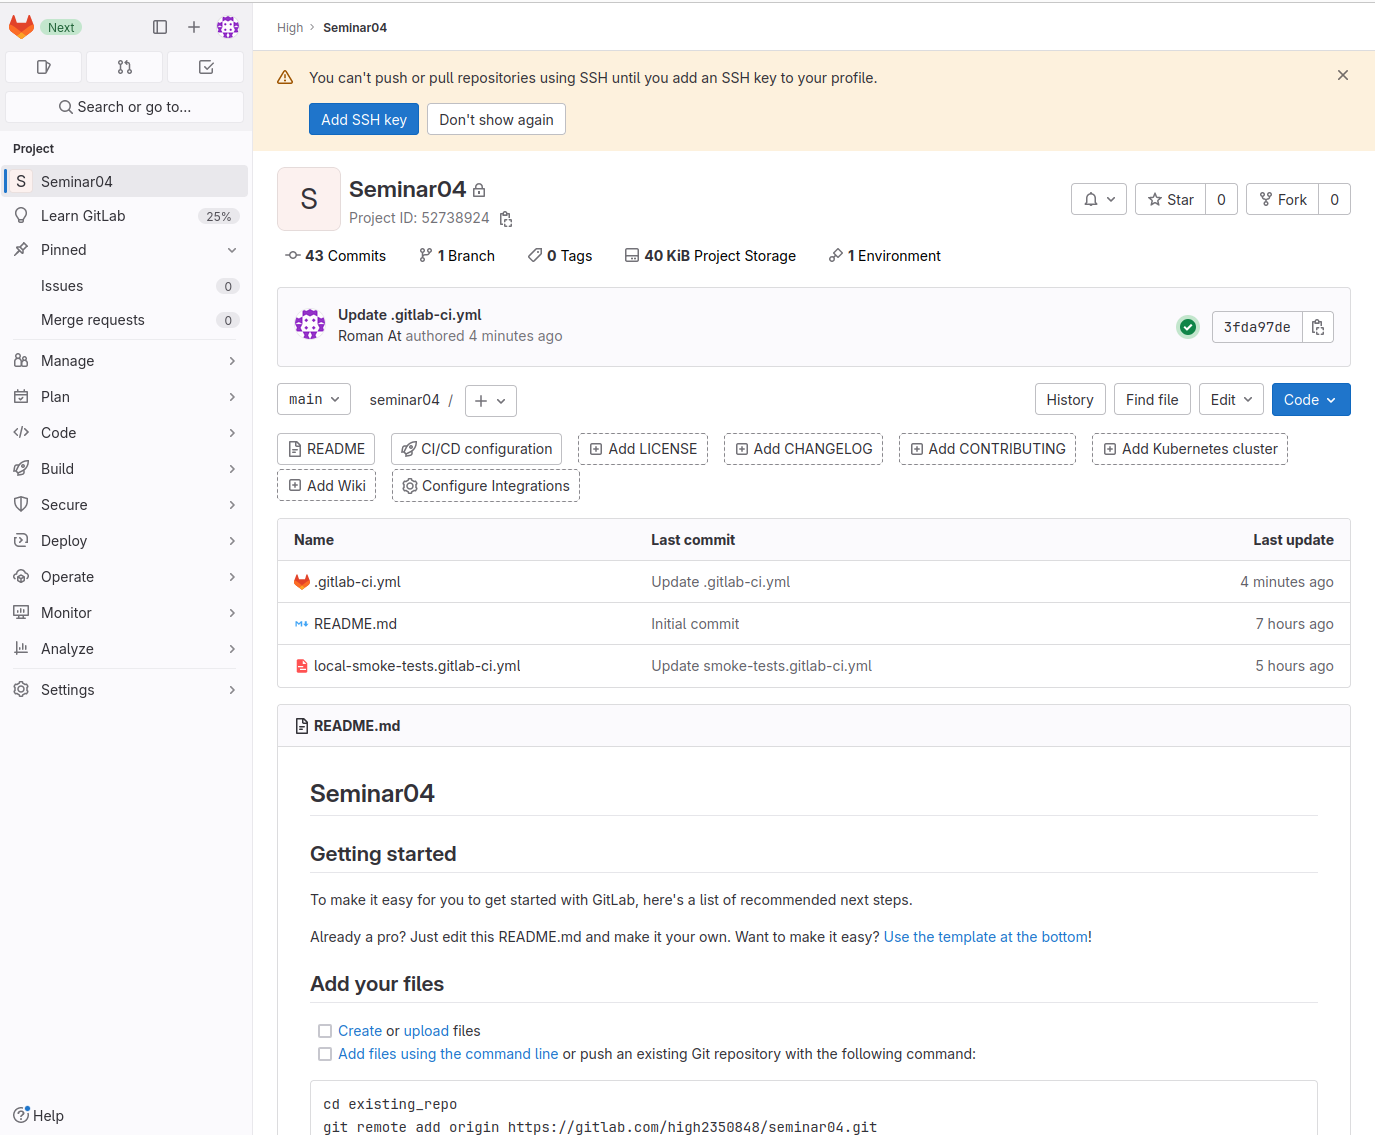 Next
Search or go to...
Project
S Seminar04
Learn GitLab 25%
Pinned
Issues 0
Merge requests 0
Manage
Plan
Code
Build
Secure
Deploy
Operate
Monitor
Analyze
Settings
Help
High › Seminar04
You can't push or pull repositories using SSH until you add an SSH key to your profile.
Add SSH key Don't show again
S
Seminar04
Project ID: 52738924
Star 0 Fork 0
43 Commits 1 Branch 0 Tags 40 KiB Project Storage 1 Environment
Update .gitlab-ci.yml
Roman At authored 4 minutes ago
3fda97de
main seminar04 / + History Find file Edit Code
README CI/CD configuration Add LICENSE Add CHANGELOG Add CONTRIBUTING Add Kubernetes cluster
Add Wiki Configure Integrations
Name Last commit Last update
.gitlab-ci.yml Update .gitlab-ci.yml 4 minutes ago
README.md Initial commit 7 hours ago
local-smoke-tests.gitlab-ci.yml Update smoke-tests.gitlab-ci.yml 5 hours ago
README.md
Seminar04
Getting started
To make it easy for you to get started with GitLab, here's a list of recommended next steps.
Already a pro? Just edit this README.md and make it your own. Want to make it easy? Use the template at the bottom!
Add your files
Create or upload files
Add files using the command line or push an existing Git repository with the following command:
cd existing_repo
git remote add origin https://gitlab.com/high2350848/seminar04.git